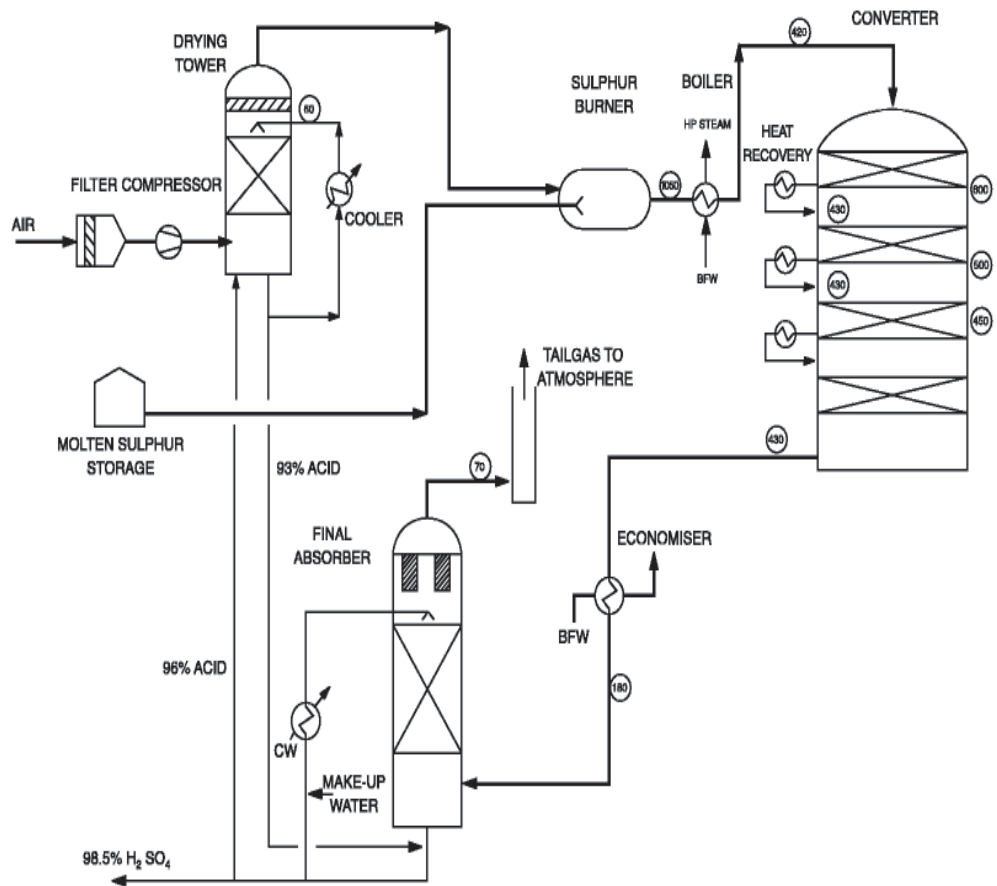 CONVERTER
420
DRYING
TOWER
SULPHUR
BURNER
BOILER
HP STEAM
HEAT
RECOVERY
60
FILTER COMPRESSOR
COOLER
AIR
1050
BFW
800
430
500
430
450
TAILGAS TO
ATMOSPHERE
MOLTEN SULPHUR
STORAGE
93% ACID
70
430
FINAL
ABSORBER
ECONOMISER
BFW
96% ACID
180
CW
MAKE-UP
WATER
98.5% H₂ SO₄